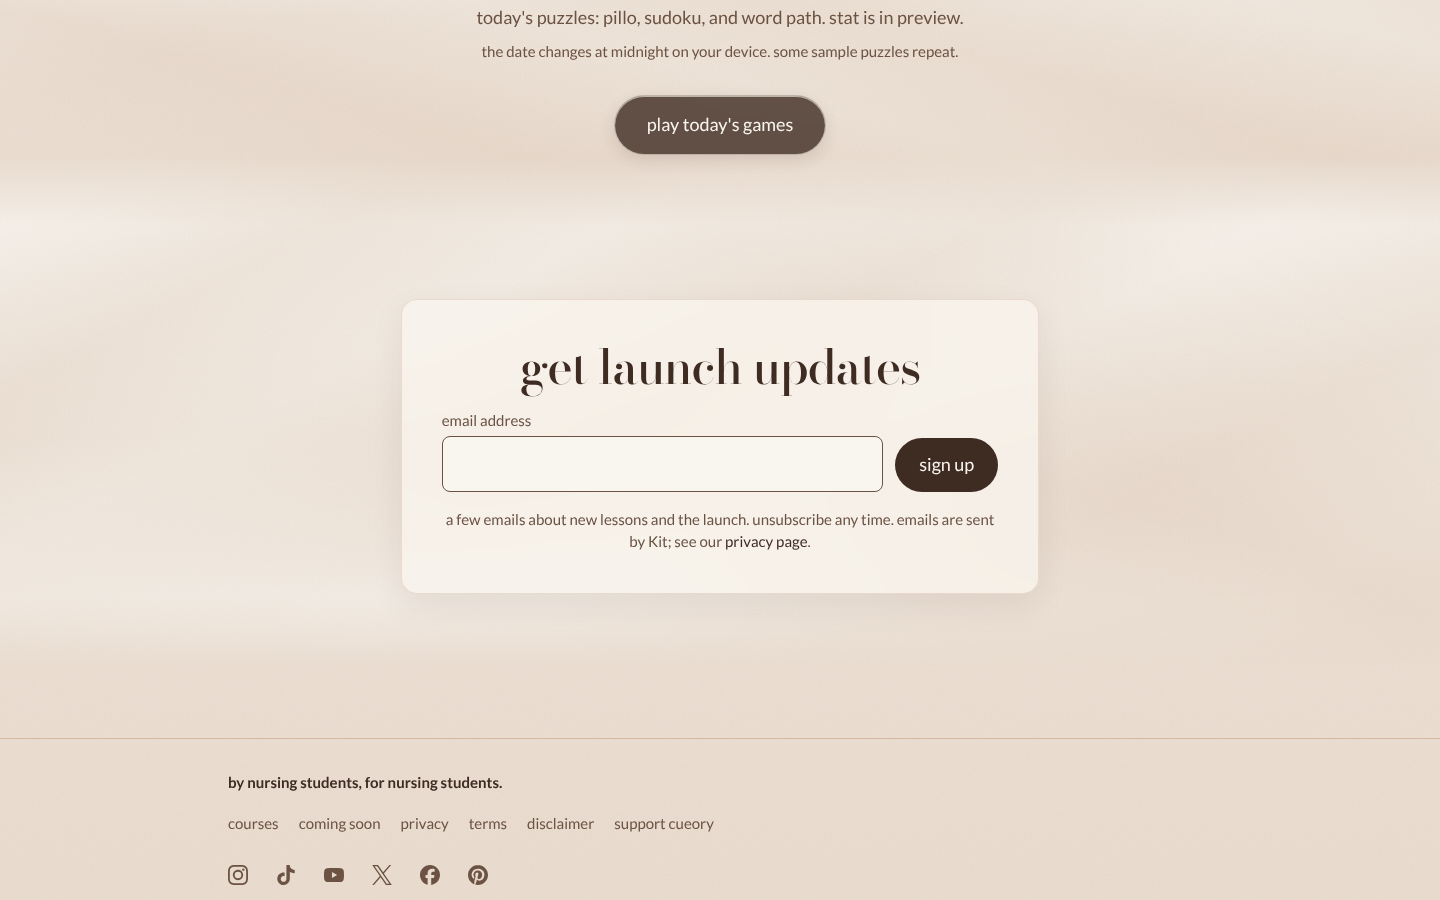 today's puzzles: pillo, sudoku, and word path. stat is in preview.
the date changes at midnight on your device. some sample puzzles repeat.
play today's games
get launch updates
email address
sign up
a few emails about new lessons and the launch. unsubscribe any time. emails are sent
by Kit; see our privacy page.
by nursing students, for nursing students.
courses coming soon privacy terms disclaimer support cueory